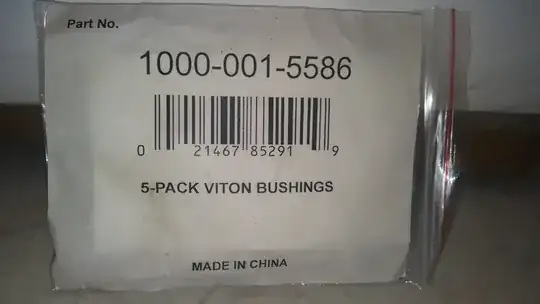 Part No.
1000-001-5586
0 21467 85291 9
5-PACK VITON BUSHINGS
MADE IN CHINA